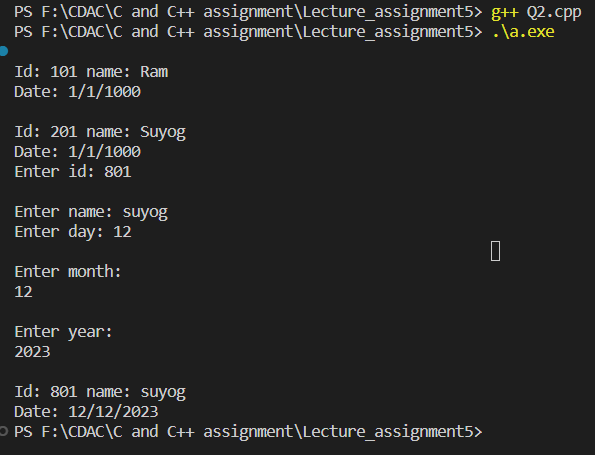 PS F:\CDAC\C and C++ assignment\Lecture_assignment5> g++ Q2.cpp
PS F:\CDAC\C and C++ assignment\Lecture_assignment5> .\a.exe
Id: 101 name: Ram
Date: 1/1/1000
Id: 201 name: Suyog
Date: 1/1/1000
Enter id: 801
Enter name: suyog
Enter day: 12
Enter month:
12
Enter year:
2023
Id: 801 name: suyog
Date: 12/12/2023
PS F:\CDAC\C and C++ assignment\Lecture_assignment5>